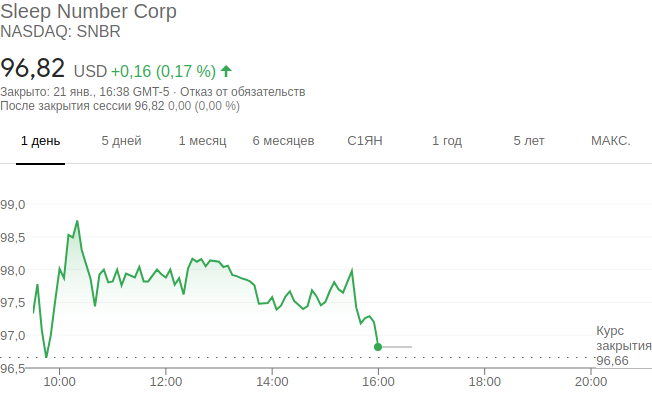 Sleep Number Corp
NASDAQ: SNBR
96,82 USD +0,16 (0,17 %)
Закрыто: 21 янв., 16:38 GMT-5 · Отказ от обязательств
После закрытия сессии 96,82 0,00 (0,00 %)
1 день 5 дней 1 месяц 6 месяцев С1ЯН 1 год 5 лет МАКС.
99,0
98,5
98,0
97,5
97,0
96,5
Курс
закрытия
96,66
10:00 12:00 14:00 16:00 18:00 20:00